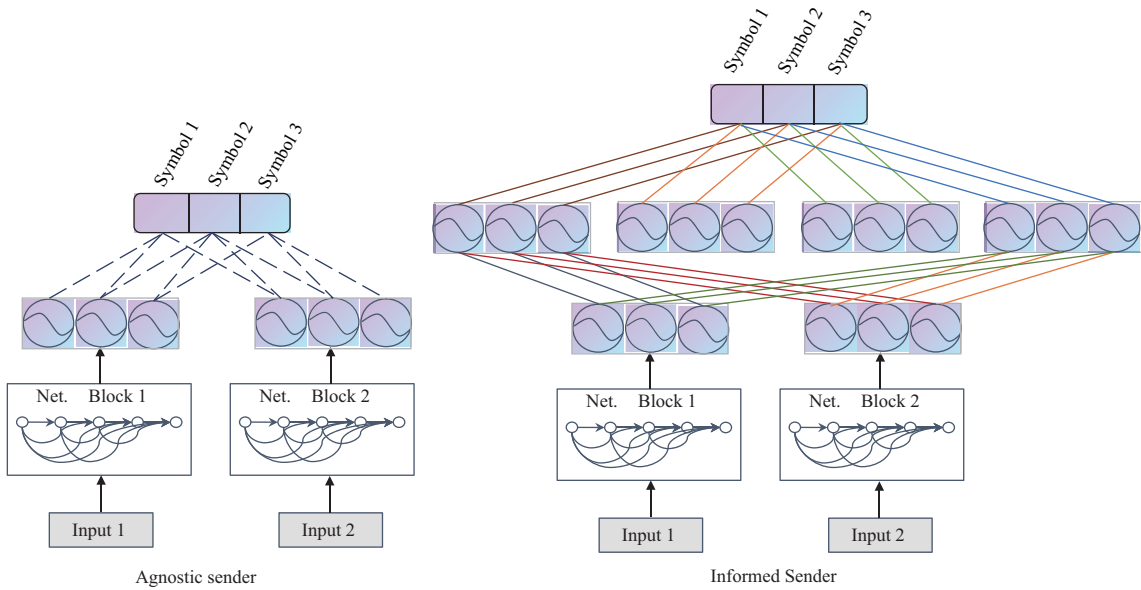 Symbol 1
Symbol 2
Symbol 3
Net. Block 1
Net. Block 2
Input 1
Input 2
Agnostic sender
Symbol 1
Symbol 2
Symbol 3
Net. Block 1
Net. Block 2
Input 1
Input 2
Informed Sender